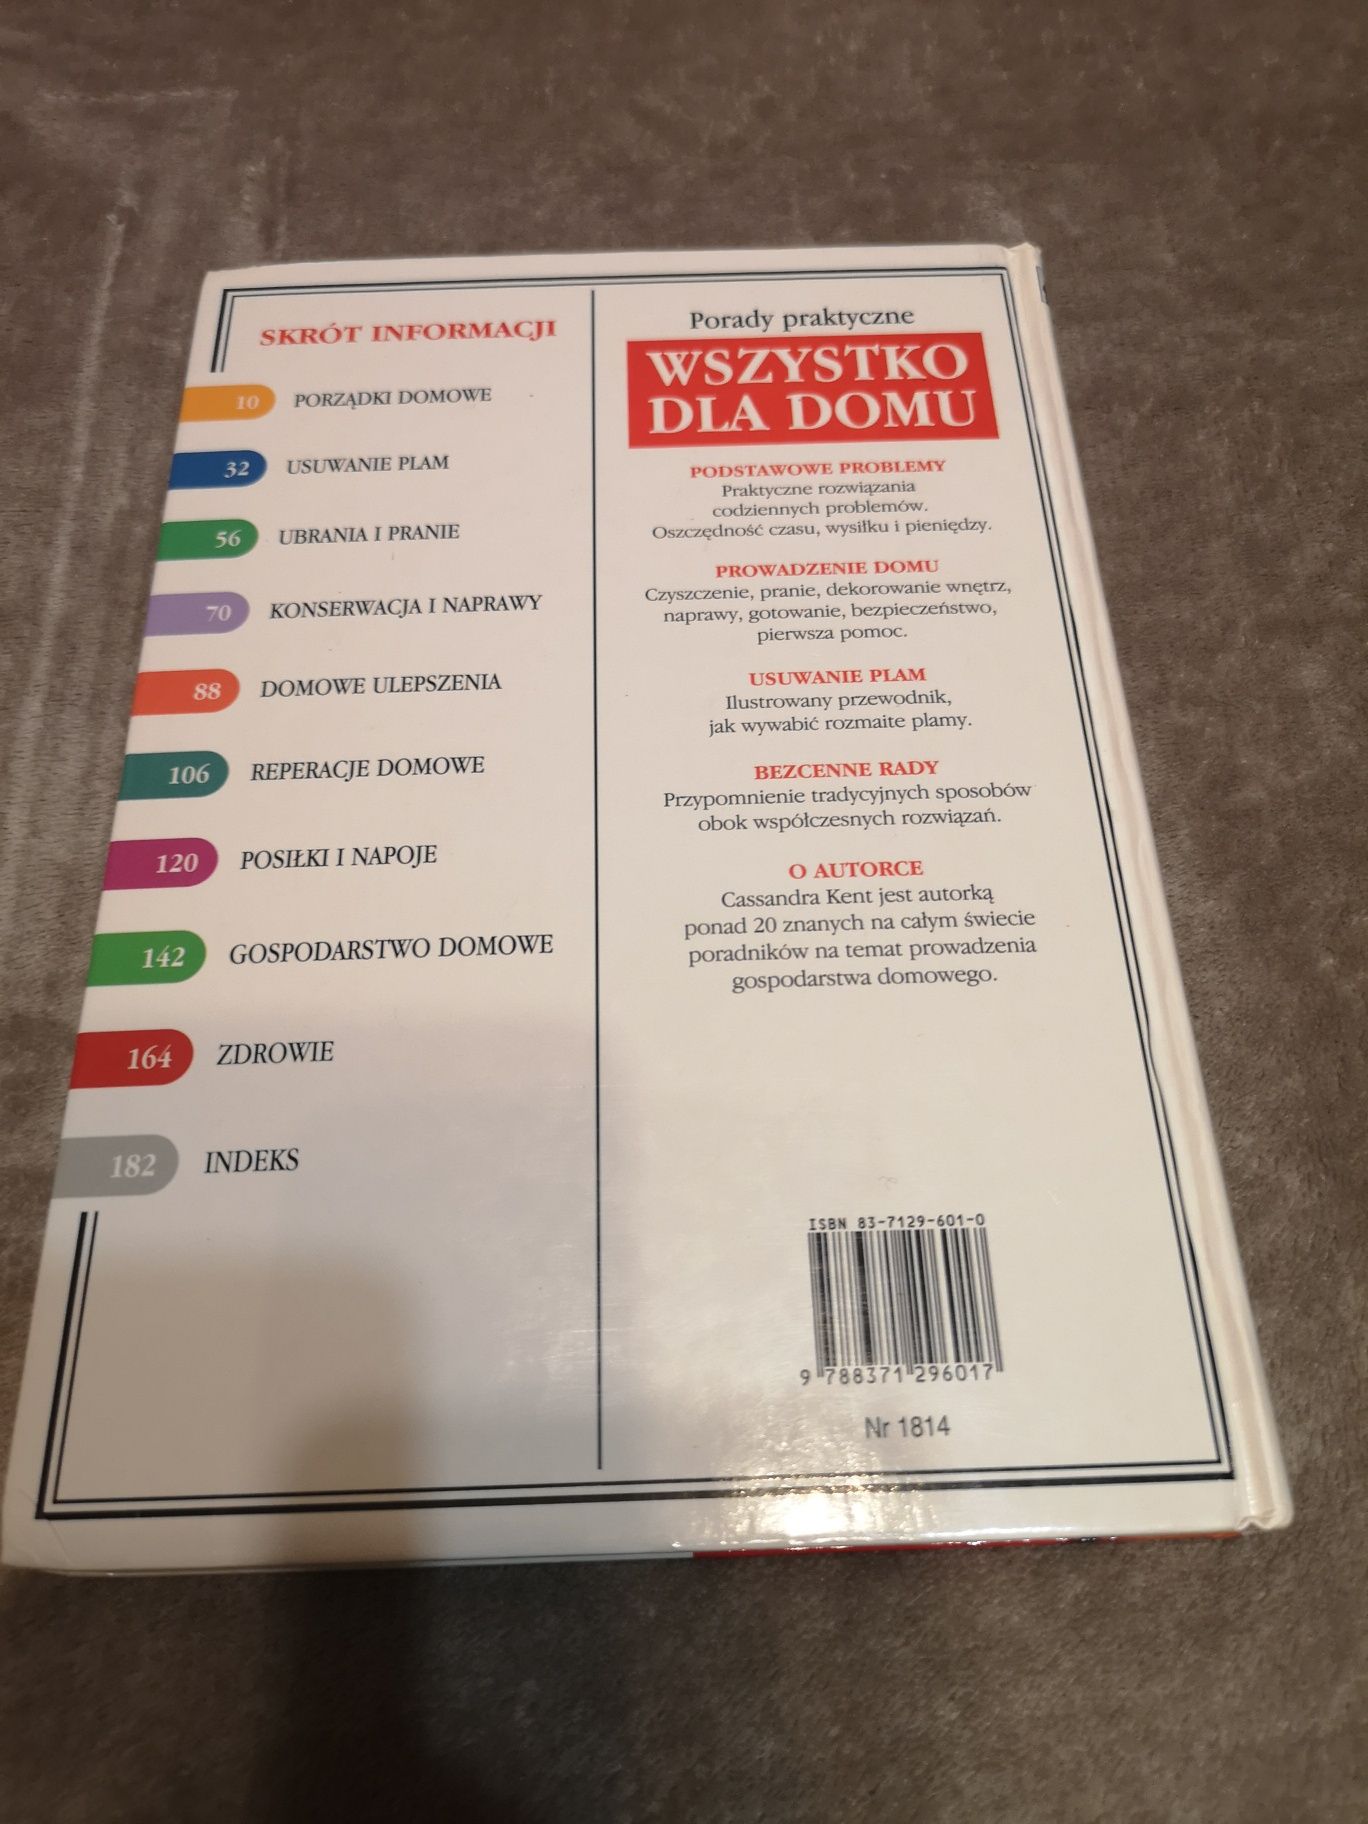 SKRÓT INFORMACJI
10 PORZĄDKI DOMOWE
32 USUWANIE PLAM
56 UBRANIA I PRANIE
70 KONSERWACJA I NAPRAWY
88 DOMOWE ULEPSZENIA
106 REPERACJE DOMOWE
120 POSIŁKI I NAPOJE
142 GOSPODARSTWO DOMOWE
164 ZDROWIE
182 INDEKS
Porady praktyczne
WSZYSTKO
DLA DOMU
PODSTAWOWE PROBLEMY
Praktyczne rozwiązania
codziennych problemów.
Oszczędność czasu, wysiłku i pieniędzy.
PROWADZENIE DOMU
Czyszczenie, pranie, dekorowanie wnętrz,
naprawy, gotowanie, bezpieczeństwo,
pierwsza pomoc.
USUWANIE PLAM
Ilustrowany przewodnik,
jak wywabić rozmaite plamy.
BEZCENNE RADY
Przypomnienie tradycyjnych sposobów
obok współczesnych rozwiązań.
O AUTORCE
Cassandra Kent jest autorką
ponad 20 znanych na całym świecie
poradników na temat prowadzenia
gospodarstwa domowego.
ISBN 83-7129-601-0
9 788371 296017
Nr 1814